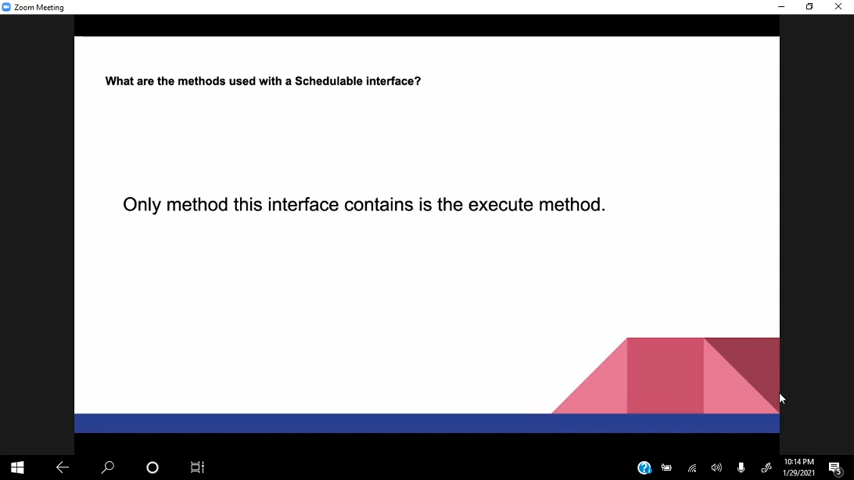 Zoom Meeting
What are the methods used with a Schedulable interface?
Only method this interface contains is the execute method.
10:14 PM
1/29/2021
5